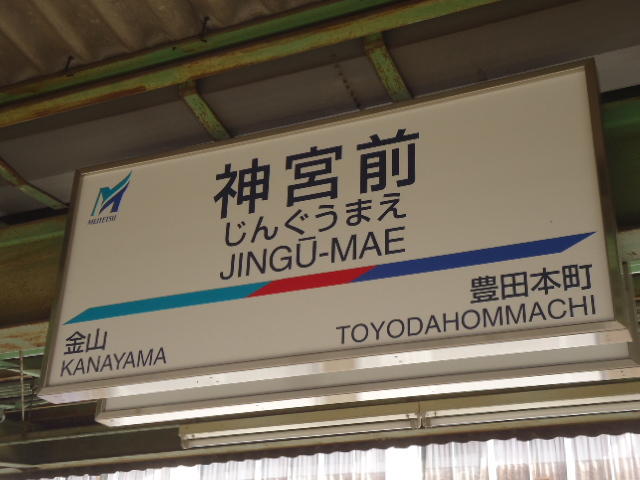 MEITETSU
神宮前
じんぐうまえ
JINGŪ-MAE
金山
KANAYAMA
豊田本町
TOYODAHOMMACHI